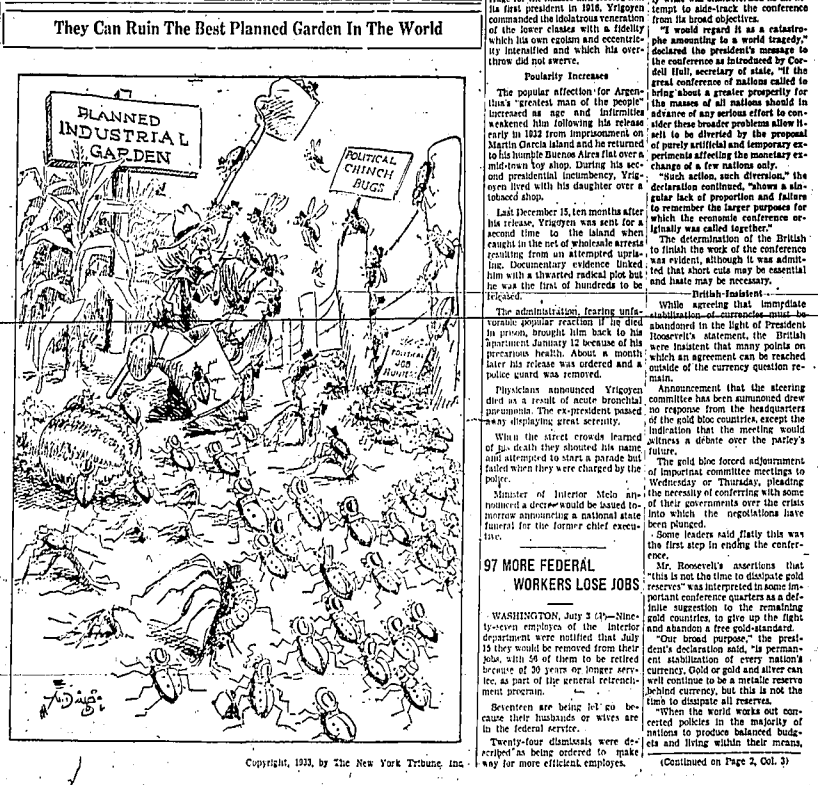 They Can Ruin The Best Planned Garden In The World
PLANNED
INDUSTRIAL
GARDEN
POLITICAL
CHINCH
BUGS
POLITICAL
JOB
HUNTERS
Copyright, 1933, by The New York Tribune Inc.
its first president in 1916, Yrigoyen
commanded the idolatrous veneration
of the lower classes with a fidelity
which his own egoism and eccentric-
ity intensified and which his over-
throw did not swerve.
Poularity Increases
The popular affection for Argen-
tina's "greatest man of the people"
increased as age and infirmities
weakened him following his release
early in 1932 from imprisonment on
Martin Garcia Island and he returned
to his humble Buenos Aires flat over a
mid-town toy shop. During his sec-
ond presidential incumbency, Yrig-
oyen lived with his daughter over a
tobacco shop.
Last December 15, ten months after
his release, Yrigoyen was sent for a
second time to the island when
caught in the net of wholesale arrests
resulting from an attempted upris-
ing. Documentary evidence linked
him with a thwarted radical plot but
he was the first of hundreds to be
released.
The administration, fearing unfa-
vorable popular reaction if he died
in prison, brought him back to his
apartment January 12 because of his
precarious health. About a month
later his release was ordered and a
police guard was removed.
Physicians announced Yrigoyen
died as a result of acute bronchial
pneumonia. The ex-president passed
away displaying great serenity.
When the street crowds learned
of his death they shouted his name
and attempted to start a parade but
failed when they were charged by the
police.
Minister of Interior Melo an-
nounced a decree would be issued to-
morrow announcing a national state
funeral for the former chief execu-
tive.
97 MORE FEDERAL
WORKERS LOSE JOBS
WASHINGTON, July 3 (AP)—Nine-
ty-seven employes of the interior
department were notified that July
15 they would be removed from their
jobs, with 56 of them to be retired
because of 30 years or longer serv-
ice, as part of the general retrench-
ment program.
Seventeen are being let go be-
cause their husbands or wives are
in the federal service.
Twenty-four dismissals were de-
scribed as being ordered to make
way for more efficient employes.
tempt to side-track the conference
from its broad objectives.
"I would regard it as a catastro-
phe amounting to a world tragedy,"
declared the president's message to
the conference as introduced by Cor-
dell Hull, secretary of state, "if the
great conference of nations called to
bring about a greater prosperity for
the masses of all nations should in
advance of any serious effort to con-
sider these broader problems allow it-
self to be diverted by the proposal
of purely artificial and temporary ex-
periments affecting the monetary ex-
change of a few nations only.
"Such action, such diversion," the
declaration continued, "shows a sin-
gular lack of proportion and failure
to remember the larger purposes for
which the economic conference or-
iginally was called together."
The determination of the British
to finish the work of the conference
was evident, although it was admit-
ted that short cuts may be essential
and haste may be necessary.
British Insistent
While agreeing that immediate
stabilization of currencies must be
abandoned in the light of President
Roosevelt's statement, the British
were insistent that many points on
which an agreement can be reached
outside of the currency question re-
main.
Announcement that the steering
committee has been summoned drew
no response from the headquarters
of the gold bloc countries, except the
indication that the meeting would
witness a debate over the parley's
future.
The gold bloc forced adjournment
of important committee meetings to
Wednesday or Thursday, pleading
the necessity of conferring with some
of their governments over the crisis
into which the negotiations have
been plunged.
Some leaders said flatly this was
the first step in ending the confer-
ence.
Mr. Roosevelt's assertions that
"this is not the time to dissipate gold
reserves" was interpreted in some im-
portant conference quarters as a def-
inite suggestion to the remaining
gold countries, to give up the fight
and abandon a free gold-standard.
"Our broad purpose," the presi-
dent's declaration said, "is perman-
ent stabilization of every nation's
currency. Gold or gold and silver can
well continue to be a metallic reserve
behind currency, but this is not the
time to dissipate all reserves.
"When the world works out con-
certed policies in the majority of
nations to produce balanced budg-
ets and living within their means,
(Continued on Page 2, Col. 3)